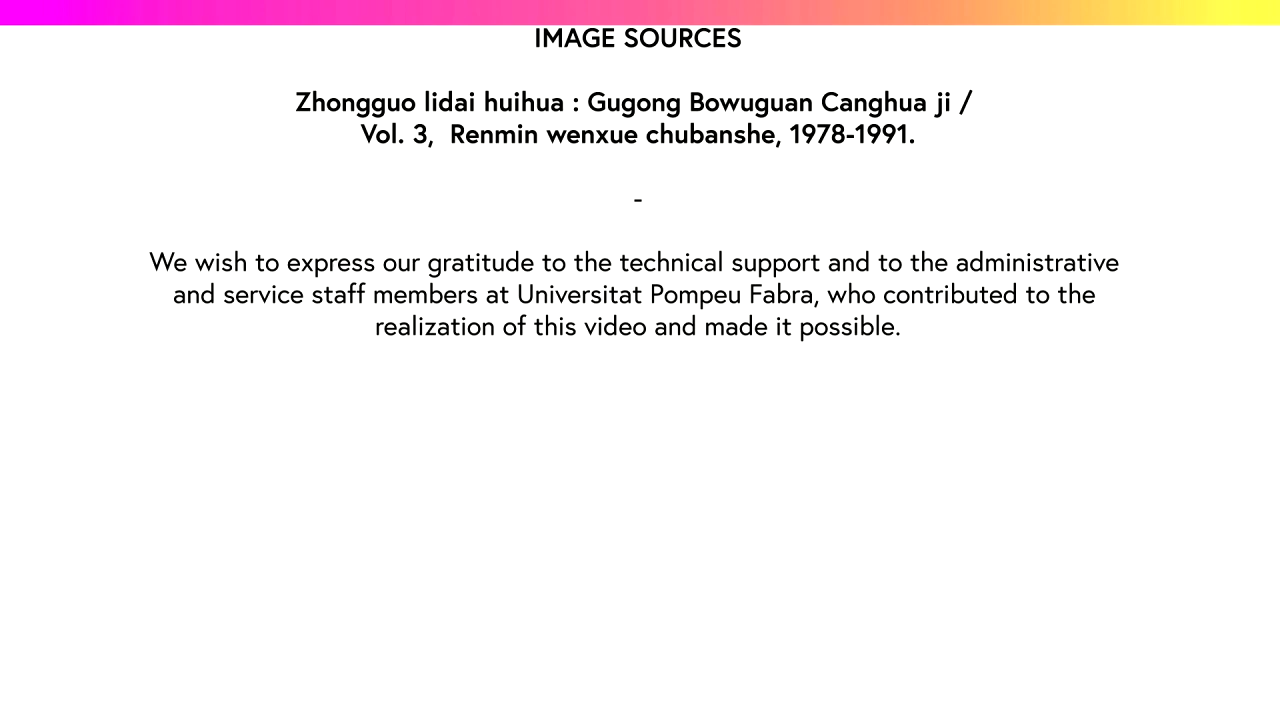 IMAGE SOURCES
Zhongguo lidai huihua : Gugong Bowuguan Canghua ji /
Vol. 3,  Renmin wenxue chubanshe, 1978-1991.
-
We wish to express our gratitude to the technical support and to the administrative
and service staff members at Universitat Pompeu Fabra, who contributed to the
realization of this video and made it possible.